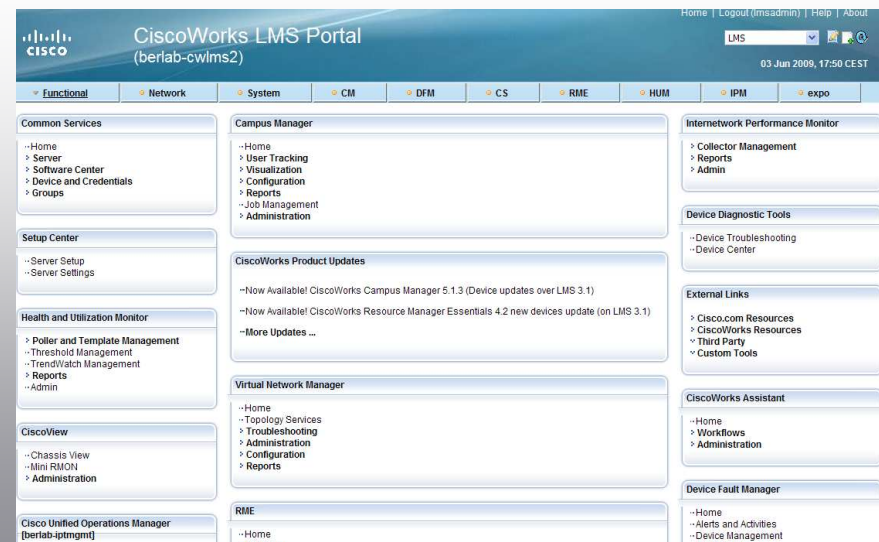 Home | Logout (lmsadmin) | Help | About
CISCO
CiscoWorks LMS Portal
(berlab-cwlms2)
LMS
03 Jun 2009, 17:50 CEST
Functional
Network
System
CM
DFM
CS
RME
HUM
IPM
expo
Common Services
Home
Server
Software Center
Device and Credentials
Groups
Setup Center
Server Setup
Server Settings
Health and Utilization Monitor
Poller and Template Management
Threshold Management
TrendWatch Management
Reports
Admin
CiscoView
Chassis View
Mini RMON
Administration
Cisco Unified Operations Manager
[berlab-iptmgmt]
Campus Manager
Home
User Tracking
Visualization
Configuration
Reports
Job Management
Administration
CiscoWorks Product Updates
Now Available! CiscoWorks Campus Manager 5.1.3 (Device updates over LMS 3.1)
Now Available! CiscoWorks Resource Manager Essentials 4.2 new devices update (on LMS 3.1)
More Updates ...
Virtual Network Manager
Home
Topology Services
Troubleshooting
Administration
Configuration
Reports
RME
Home
Internetwork Performance Monitor
Collector Management
Reports
Admin
Device Diagnostic Tools
Device Troubleshooting
Device Center
External Links
Cisco.com Resources
CiscoWorks Resources
Third Party
Custom Tools
CiscoWorks Assistant
Home
Workflows
Administration
Device Fault Manager
Home
Alerts and Activities
Device Management